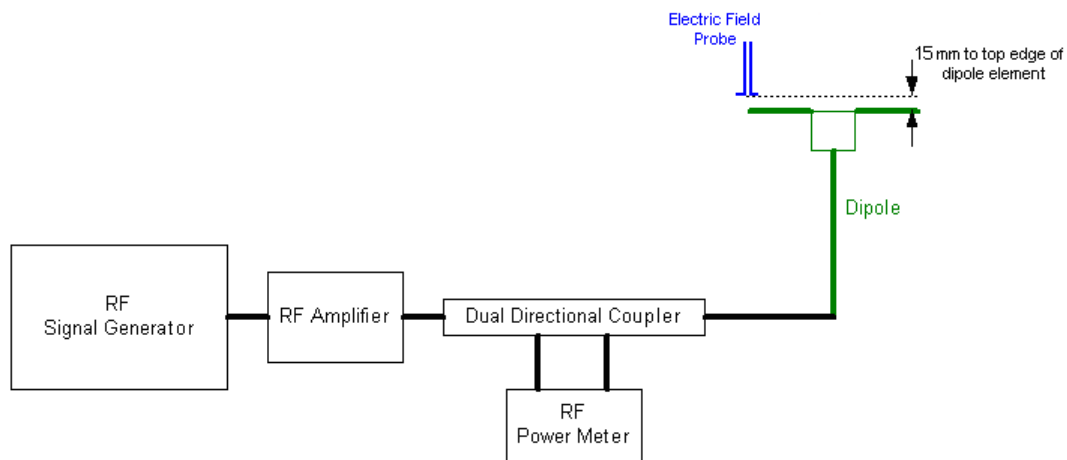 Electric Field
Probe
15 mm to top edge of
dipole element
Dipole
RF
Signal Generator
RF Amplifier
Dual Directional Coupler
RF
Power Meter